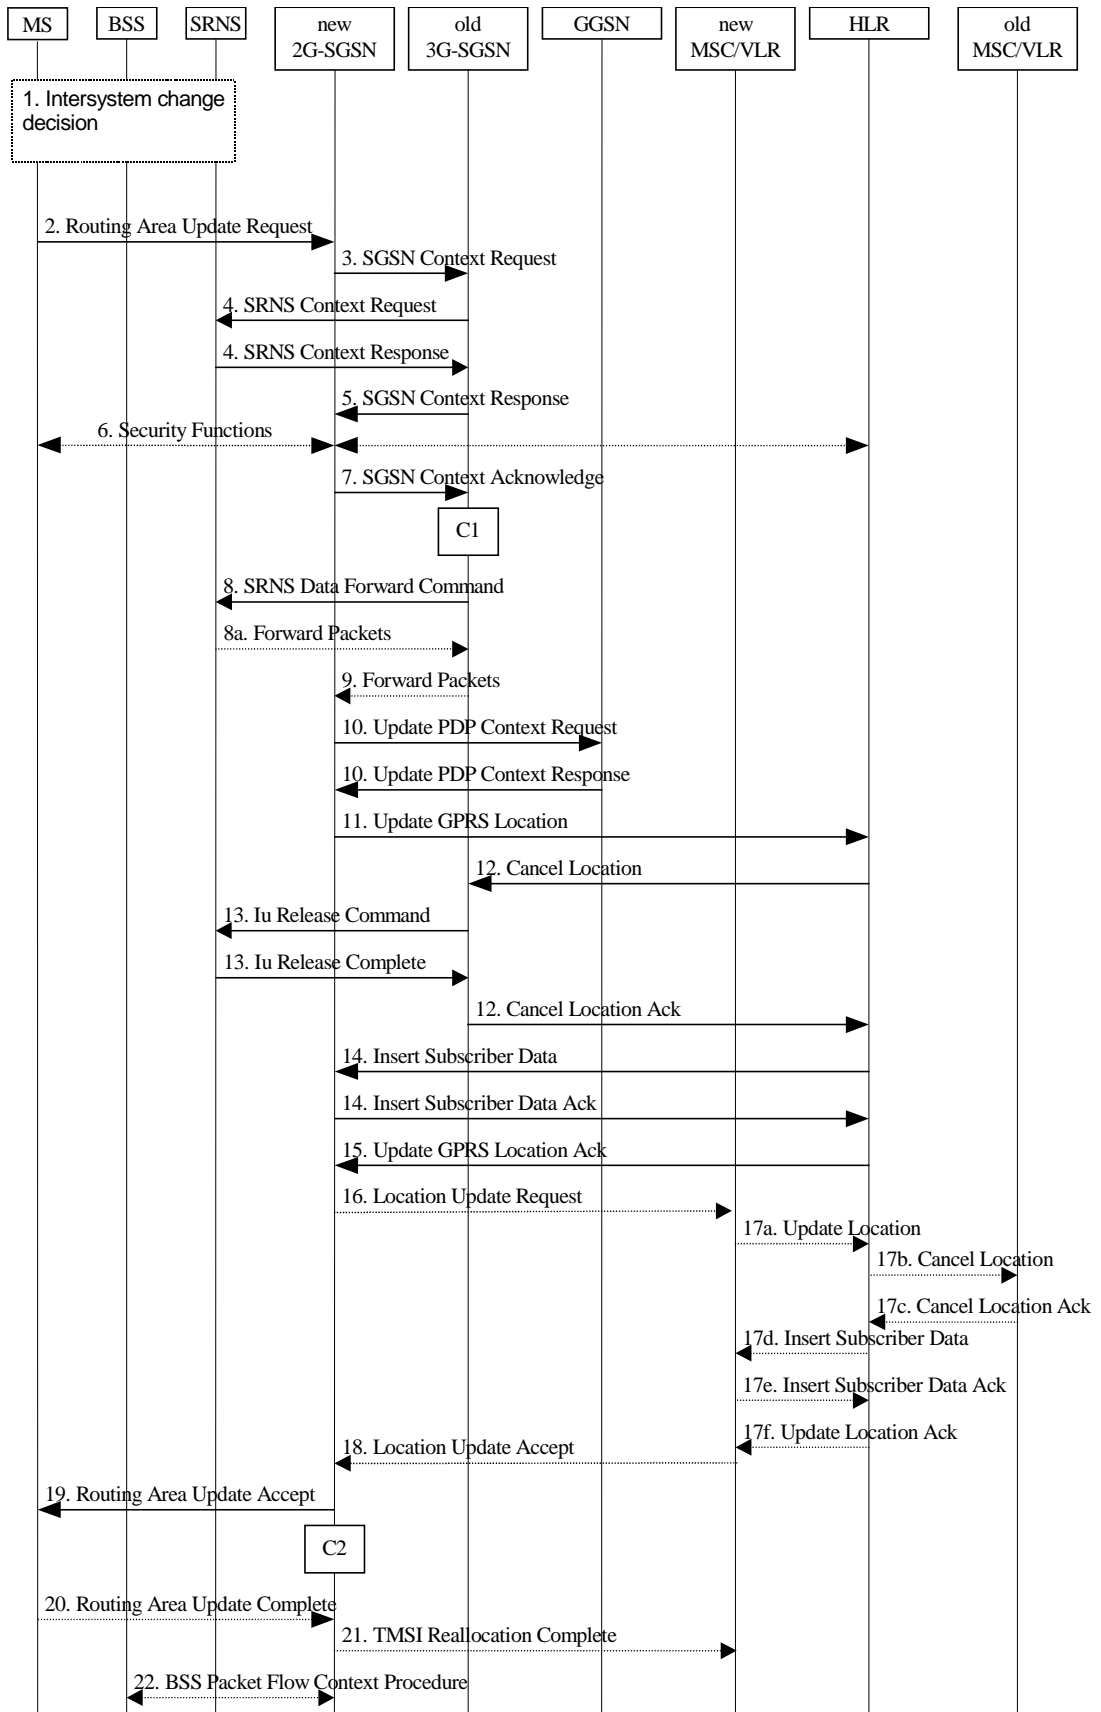 MS
BSS
SRNS
new
2G-SGSN
old
3G-SGSN
GGSN
new
MSC/VLR
HLR
old
MSC/VLR
1. Intersystem change
decision
2. Routing Area Update Request
3. SGSN Context Request
4. SRNS Context Request
4. SRNS Context Response
5. SGSN Context Response
6. Security Functions
7. SGSN Context Acknowledge
C1
8. SRNS Data Forward Command
8a. Forward Packets
9. Forward Packets
10. Update PDP Context Request
10. Update PDP Context Response
11. Update GPRS Location
12. Cancel Location
13. Iu Release Command
13. Iu Release Complete
12. Cancel Location Ack
14. Insert Subscriber Data
14. Insert Subscriber Data Ack
15. Update GPRS Location Ack
16. Location Update Request
17a. Update Location
17b. Cancel Location
17c. Cancel Location Ack
17d. Insert Subscriber Data
17e. Insert Subscriber Data Ack
17f. Update Location Ack
18. Location Update Accept
19. Routing Area Update Accept
C2
20. Routing Area Update Complete
21. TMSI Reallocation Complete
22. BSS Packet Flow Context Procedure